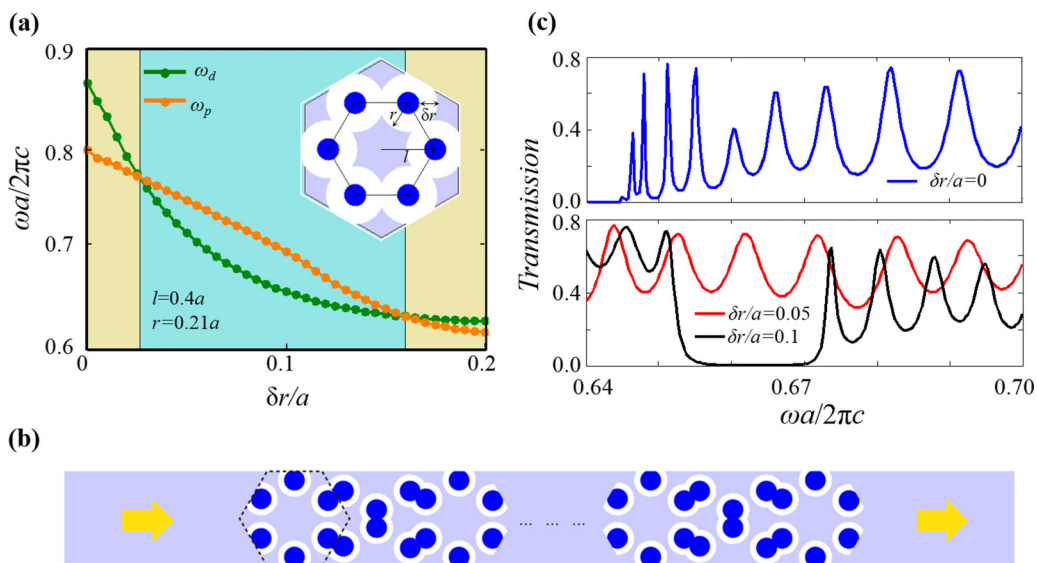 (a)
0.9
0.8
0.7
0.6
ωa/2πc
ω_d
ω_p
r
δr
l
l=0.4a
r=0.21a
0
0.1
0.2
δr/a
(c)
0.8
0.4
0.0
δr/a=0
Transmission
0.8
0.4
0.0
δr/a=0.05
δr/a=0.1
0.64
0.67
0.70
ωa/2πc
(b)
... ... ...